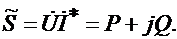 S̃ = U̇İ* = P + jQ.